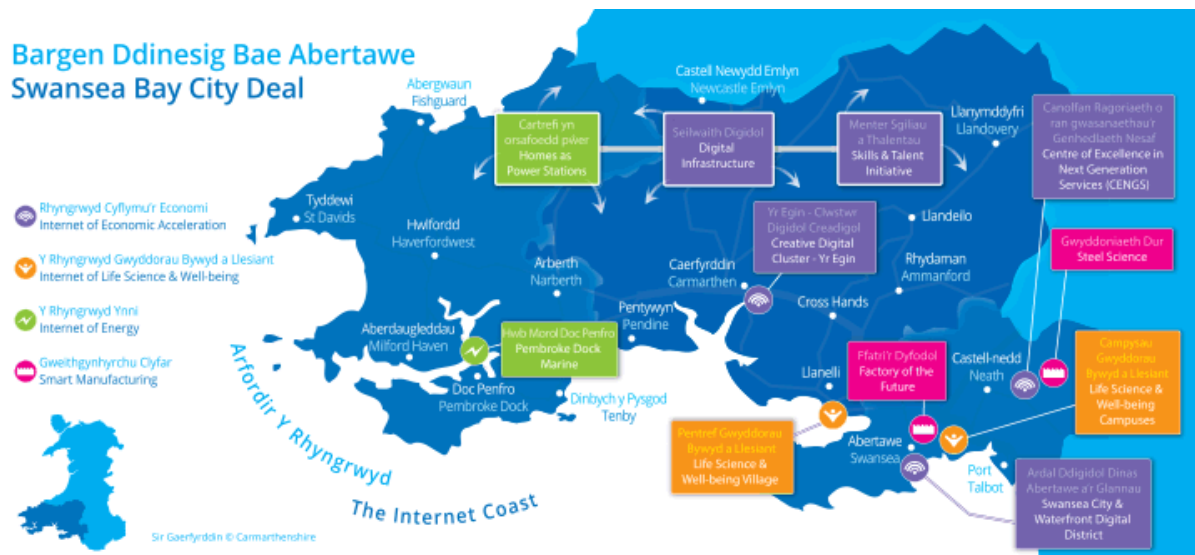 Bargen Ddinesig Bae Abertawe
Swansea Bay City Deal
Abergwaun
Fishguard
Castell Newydd Emlyn
Newcastle Emlyn
Cartrefi yn
orsafoedd pŵer
Homes as
Power Stations
Seilwaith Digidol
Digital
Infrastructure
Menter Sgiliau
a Thalentau
Skills & Talent
Initiative
Llanymddyfri
Llandovery
Canolfan Ragoriaeth o
ran gwasanaethau'r
Genhedlaeth Nesaf
Centre of Excellence in
Next Generation
Services (CENGS)
Rhyngrwyd Cyflymu'r Economi
Internet of Economic Acceleration
Y Rhyngrwyd Gwyddorau Bywyd a Llesiant
Internet of Life Science & Well-being
Y Rhyngrwyd Ynni
Internet of Energy
Gweithgynhyrchu Clyfar
Smart Manufacturing
Tyddewi
St Davids
Hwlfordd
Haverfordwest
Arberth
Narberth
Yr Egin - Clwstwr
Digidol Creadigol
Creative Digital
Cluster - Yr Egin
Llandeilo
Gwyddoniaeth Dur
Steel Science
Caerfyrddin
Carmarthen
Rhydaman
Ammanford
Cross Hands
Pentywyn
Pendine
Aberdaugleddau
Milford Haven
Hwb Morol Doc Penfro
Pembroke Dock
Marine
Doc Penfro
Pembroke Dock
Dinbych y Pysgod
Tenby
Llanelli
Ffatri'r Dyfodol
Factory of the
Future
Castell-nedd
Neath
Campysau
Gwyddorau
Bywyd a Llesiant
Life Science &
Well-being
Campuses
Pentref Gwyddorau
Bywyd a Llesiant
Life Science &
Well-being Village
Abertawe
Swansea
Port
Talbot
Ardal Ddigidol Dinas
Abertawe a'r Glannau
Swansea City &
Waterfront Digital
District
Arfordir Y Rhyngrwyd
The Internet Coast
Sir Gaerfyrddin © Carmarthenshire